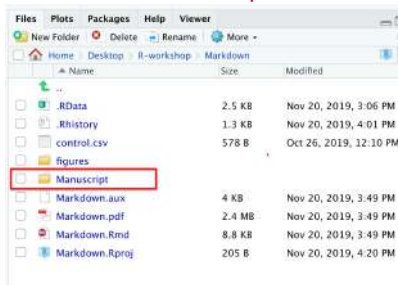 Files Plots Packages Help Viewer
New Folder Delete Rename More
Home Desktop R-workshop Markdown
Name Size Modified
..
.RData 2.5 KB Nov 20, 2019, 3:06 PM
.Rhistory 1.3 KB Nov 20, 2019, 4:01 PM
control.csv 578 B Oct 26, 2019, 12:10 PM
figures
Manuscript
Markdown.aux 4 KB Nov 20, 2019, 3:49 PM
Markdown.pdf 2.4 MB Nov 20, 2019, 3:49 PM
Markdown.Rmd 8.8 KB Nov 20, 2019, 3:49 PM
Markdown.Rproj 205 B Nov 20, 2019, 4:20 PM